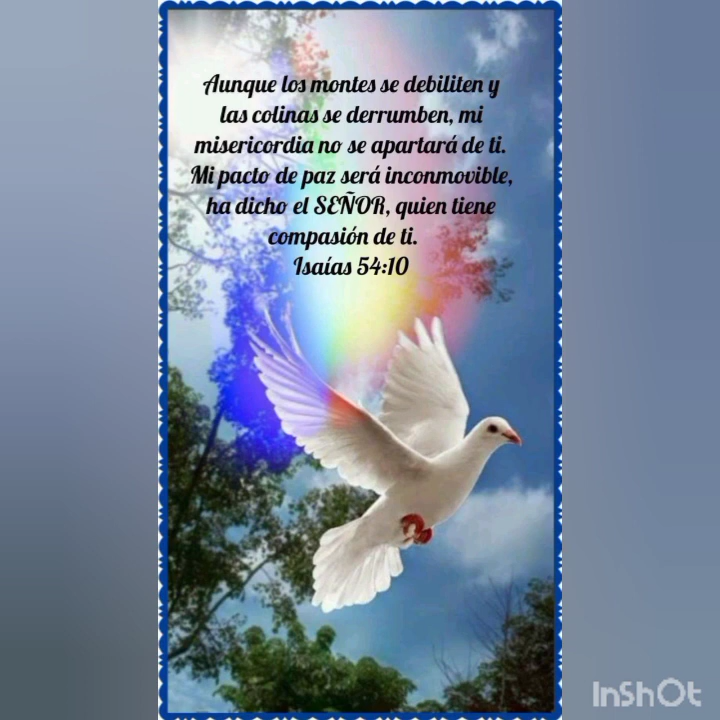 Aunque los montes se debiliten y
las colinas se derrumben, mi
misericordia no se apartará de ti.
Mi pacto de paz será inconmovible,
ha dicho el SEÑOR, quien tiene
compasión de ti.
Isaías 54:10
InShOt